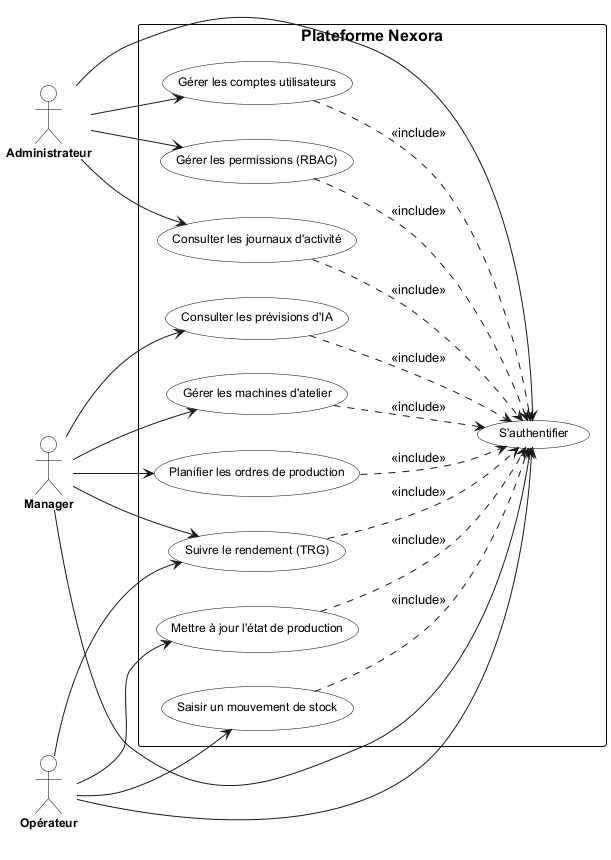 Plateforme Nexora
Gérer les comptes utilisateurs
«include»
Administrateur
Gérer les permissions (RBAC)
«include»
Consulter les journaux d'activité
«include»
Consulter les prévisions d'IA
«include»
Gérer les machines d'atelier
«include»
S'authentifier
Manager
Planifier les ordres de production
«include»
«include»
Suivre le rendement (TRG)
«include»
Mettre à jour l'état de production
«include»
Saisir un mouvement de stock
Opérateur